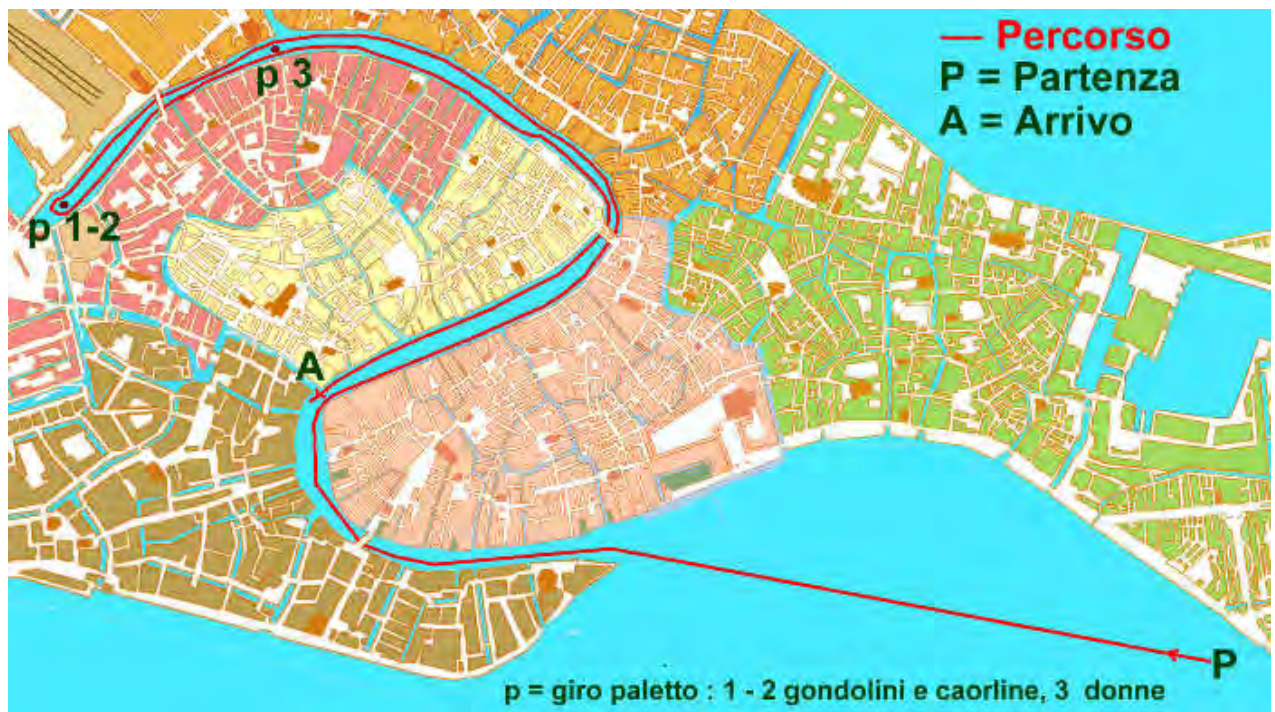 — Percorso
P = Partenza
A = Arrivo
p 3
p 1-2
A
P
p = giro paletto : 1 - 2 gondolini e caorline, 3 donne